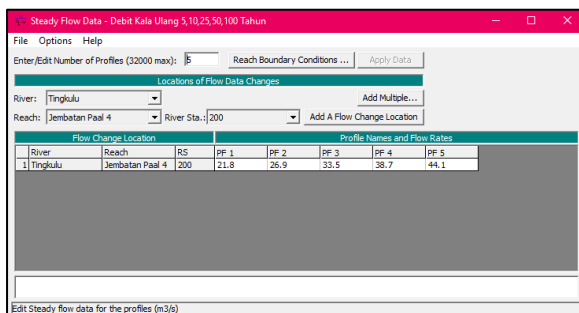 Steady Flow Data - Debit Kala Ulang 5,10,25,50,100 Tahun
File Options Help
Enter/Edit Number of Profiles (32000 max): 5 Reach Boundary Conditions ... Apply Data
Locations of Flow Data Changes
River: Tingkulu Add Multiple...
Reach: Jembatan Paal 4 River Sta.: 200 Add A Flow Change Location
Flow Change Location Profile Names and Flow Rates
River Reach RS PF 1 PF 2 PF 3 PF 4 PF 5
1 Tingkulu Jembatan Paal 4 200 21.8 26.9 33.5 38.7 44.1
Edit Steady flow data for the profiles (m3/s)